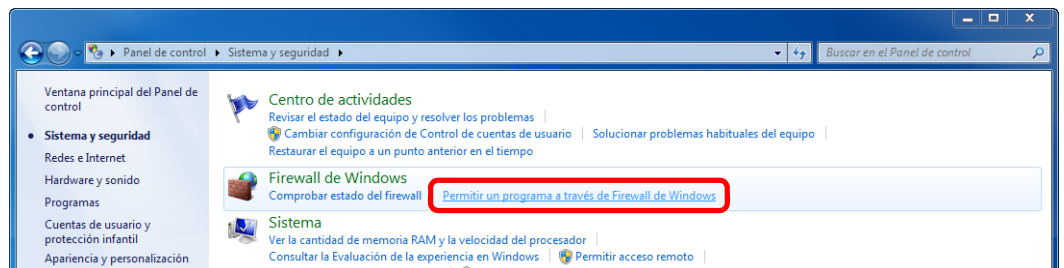 Panel de control ▸ Sistema y seguridad ▸ Buscar en el Panel de control
Ventana principal del Panel de
control
Sistema y seguridad
Redes e Internet
Hardware y sonido
Programas
Cuentas de usuario y
protección infantil
Apariencia y personalización
Centro de actividades
Revisar el estado del equipo y resolver los problemas
Cambiar configuración de Control de cuentas de usuario Solucionar problemas habituales del equipo
Restaurar el equipo a un punto anterior en el tiempo
Firewall de Windows
Comprobar estado del firewall Permitir un programa a través de Firewall de Windows
Sistema
Ver la cantidad de memoria RAM y la velocidad del procesador
Consultar la Evaluación de la experiencia en Windows Permitir acceso remoto